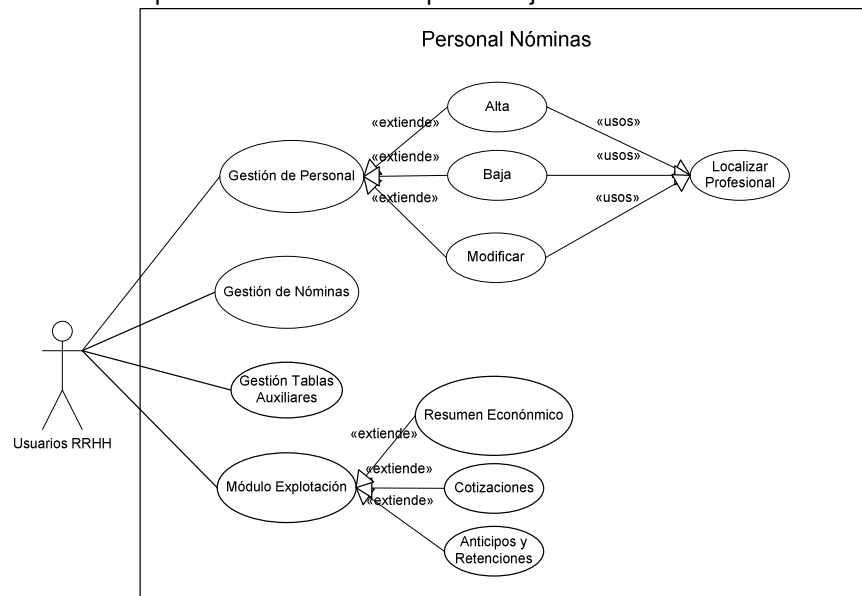 Personal Nóminas
Alta
«extiende»
«usos»
Gestión de Personal
«extiende»
Baja
«usos»
Localizar
Profesional
«extiende»
«usos»
Modificar
Gestión de Nóminas
Gestión Tablas
Auxiliares
Usuarios RRHH
Resumen Econónmico
«extiende»
Módulo Explotación
«extiende»
Cotizaciones
«extiende»
Anticipos y
Retenciones